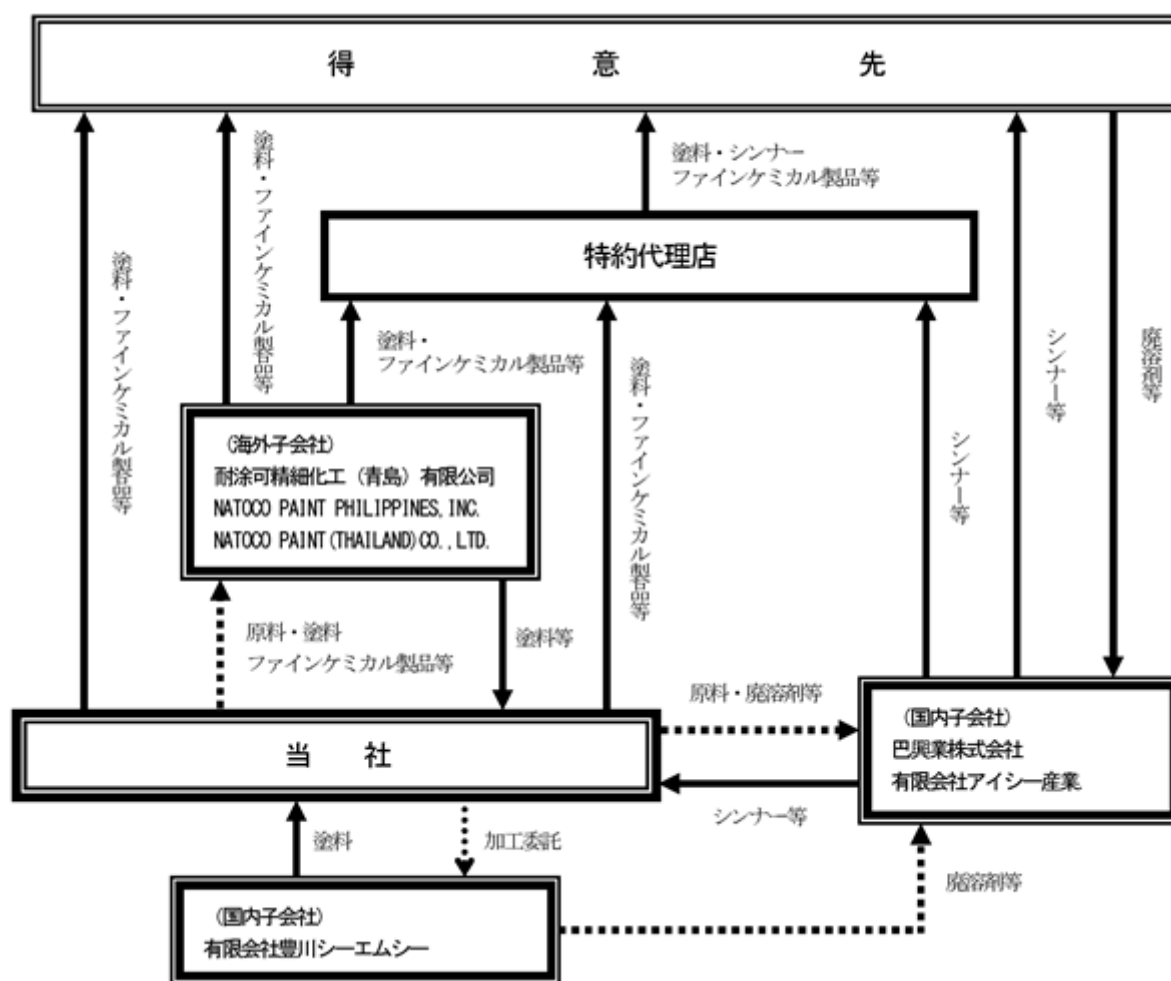 得意先
塗料・ファインケミカル製品等
塗料・ファインケミカル製品等
塗料・シンナー
ファインケミカル製品等
シンナー等
廃溶剤等
特約代理店
塗料・
ファインケミカル製品等
塗料・ファインケミカル製品等
シンナー等
(海外子会社)
耐涂可精細化工(青島)有限公司
NATOCO PAINT PHILIPPINES, INC.
NATOCO PAINT(THAILAND)CO.,LTD.
原料・塗料
ファインケミカル製品等
塗料等
当社
原料・廃溶剤等
シンナー等
(国内子会社)
巴興業株式会社
有限会社アイシー産業
塗料
加工委託
廃溶剤等
(国内子会社)
有限会社豊川シーエムシー